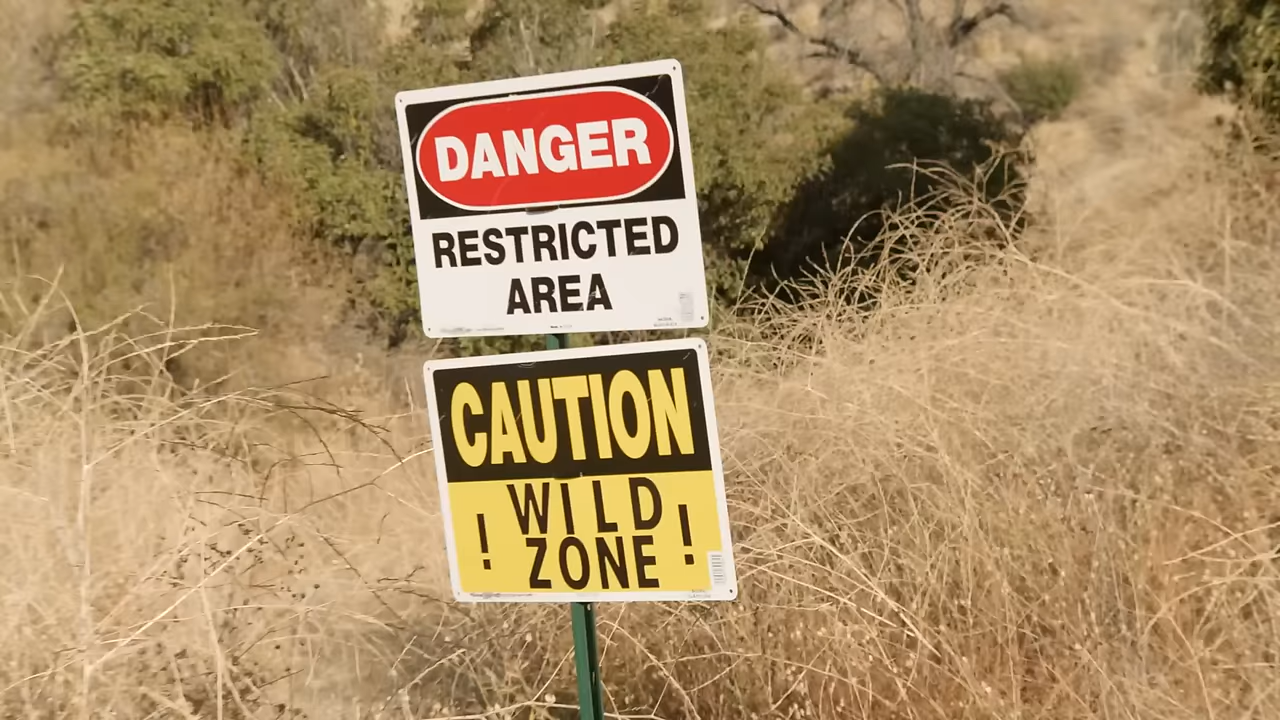 DANGER
RESTRICTED
AREA
CAUTION
! WILD !
ZONE